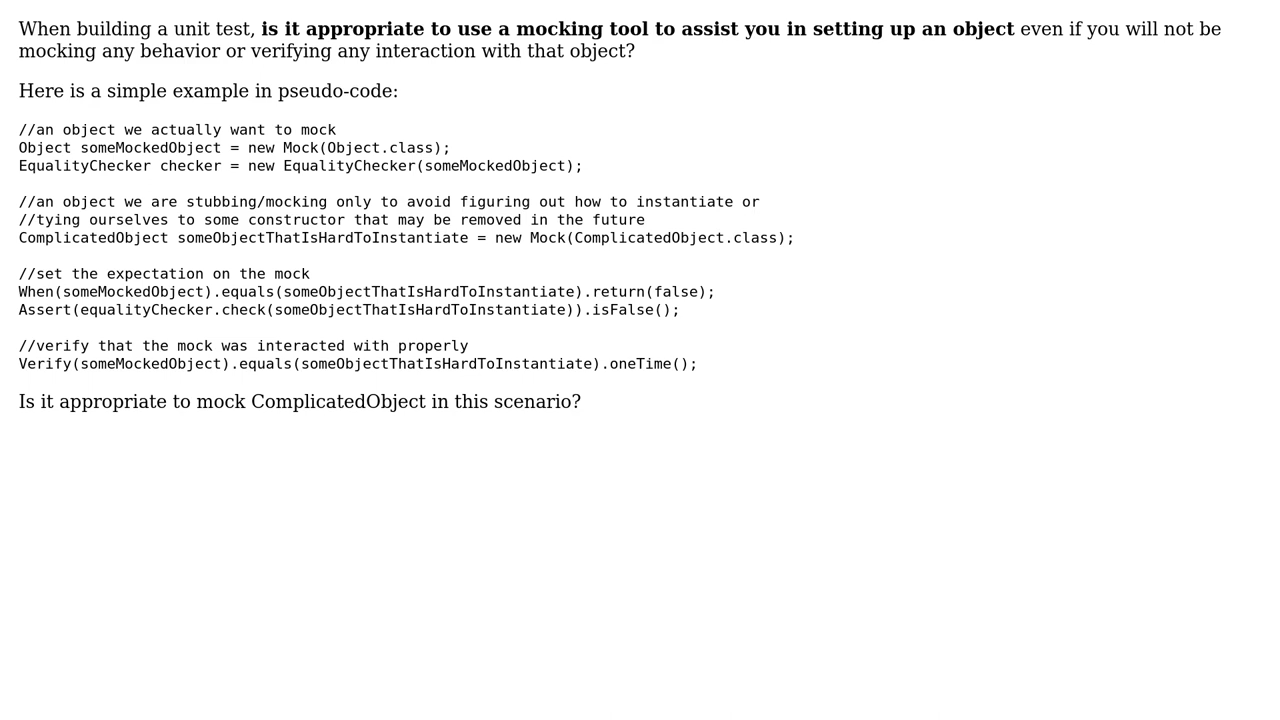 When building a unit test, is it appropriate to use a mocking tool to assist you in setting up an object even if you will not be
mocking any behavior or verifying any interaction with that object?
Here is a simple example in pseudo-code:
//an object we actually want to mock
Object someMockedObject = new Mock(Object.class);
EqualityChecker checker = new EqualityChecker(someMockedObject);
//an object we are stubbing/mocking only to avoid figuring out how to instantiate or
//tying ourselves to some constructor that may be removed in the future
ComplicatedObject someObjectThatIsHardToInstantiate = new Mock(ComplicatedObject.class);
//set the expectation on the mock
When(someMockedObject).equals(someObjectThatIsHardToInstantiate).return(false);
Assert(equalityChecker.check(someObjectThatIsHardToInstantiate)).isFalse();
//verify that the mock was interacted with properly
Verify(someMockedObject).equals(someObjectThatIsHardToInstantiate).oneTime();
Is it appropriate to mock ComplicatedObject in this scenario?